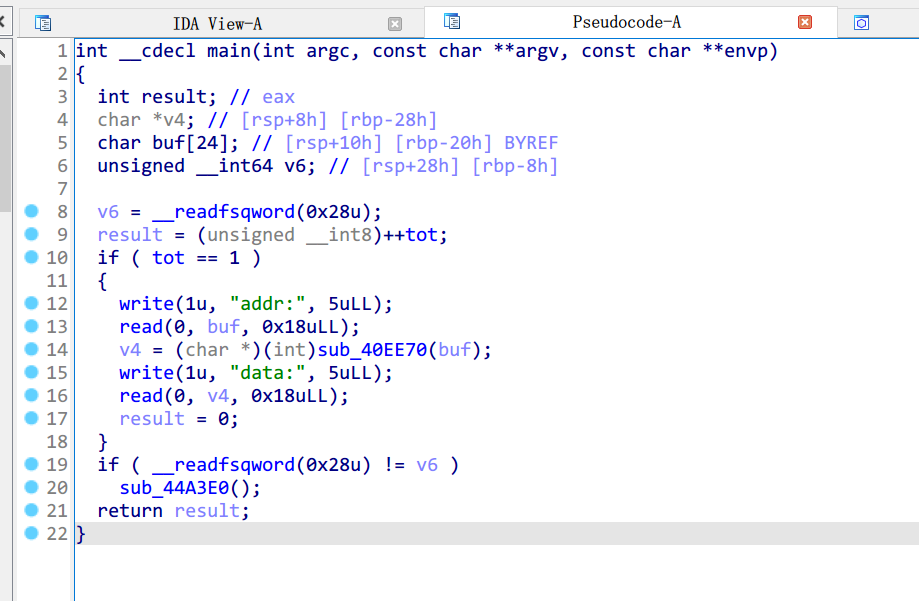 IDA View-A
Pseudocode-A
1 int __cdecl main(int argc, const char **argv, const char **envp)
2 {
3   int result; // eax
4   char *v4; // [rsp+8h] [rbp-28h]
5   char buf[24]; // [rsp+10h] [rbp-20h] BYREF
6   unsigned __int64 v6; // [rsp+28h] [rbp-8h]
7
8   v6 = __readfsqword(0x28u);
9   result = (unsigned __int8)++tot;
10   if ( tot == 1 )
11   {
12     write(1u, "addr:", 5uLL);
13     read(0, buf, 0x18uLL);
14     v4 = (char *)(int)sub_40EE70(buf);
15     write(1u, "data:", 5uLL);
16     read(0, v4, 0x18uLL);
17     result = 0;
18   }
19   if ( __readfsqword(0x28u) != v6 )
20     sub_44A3E0();
21   return result;
22 }